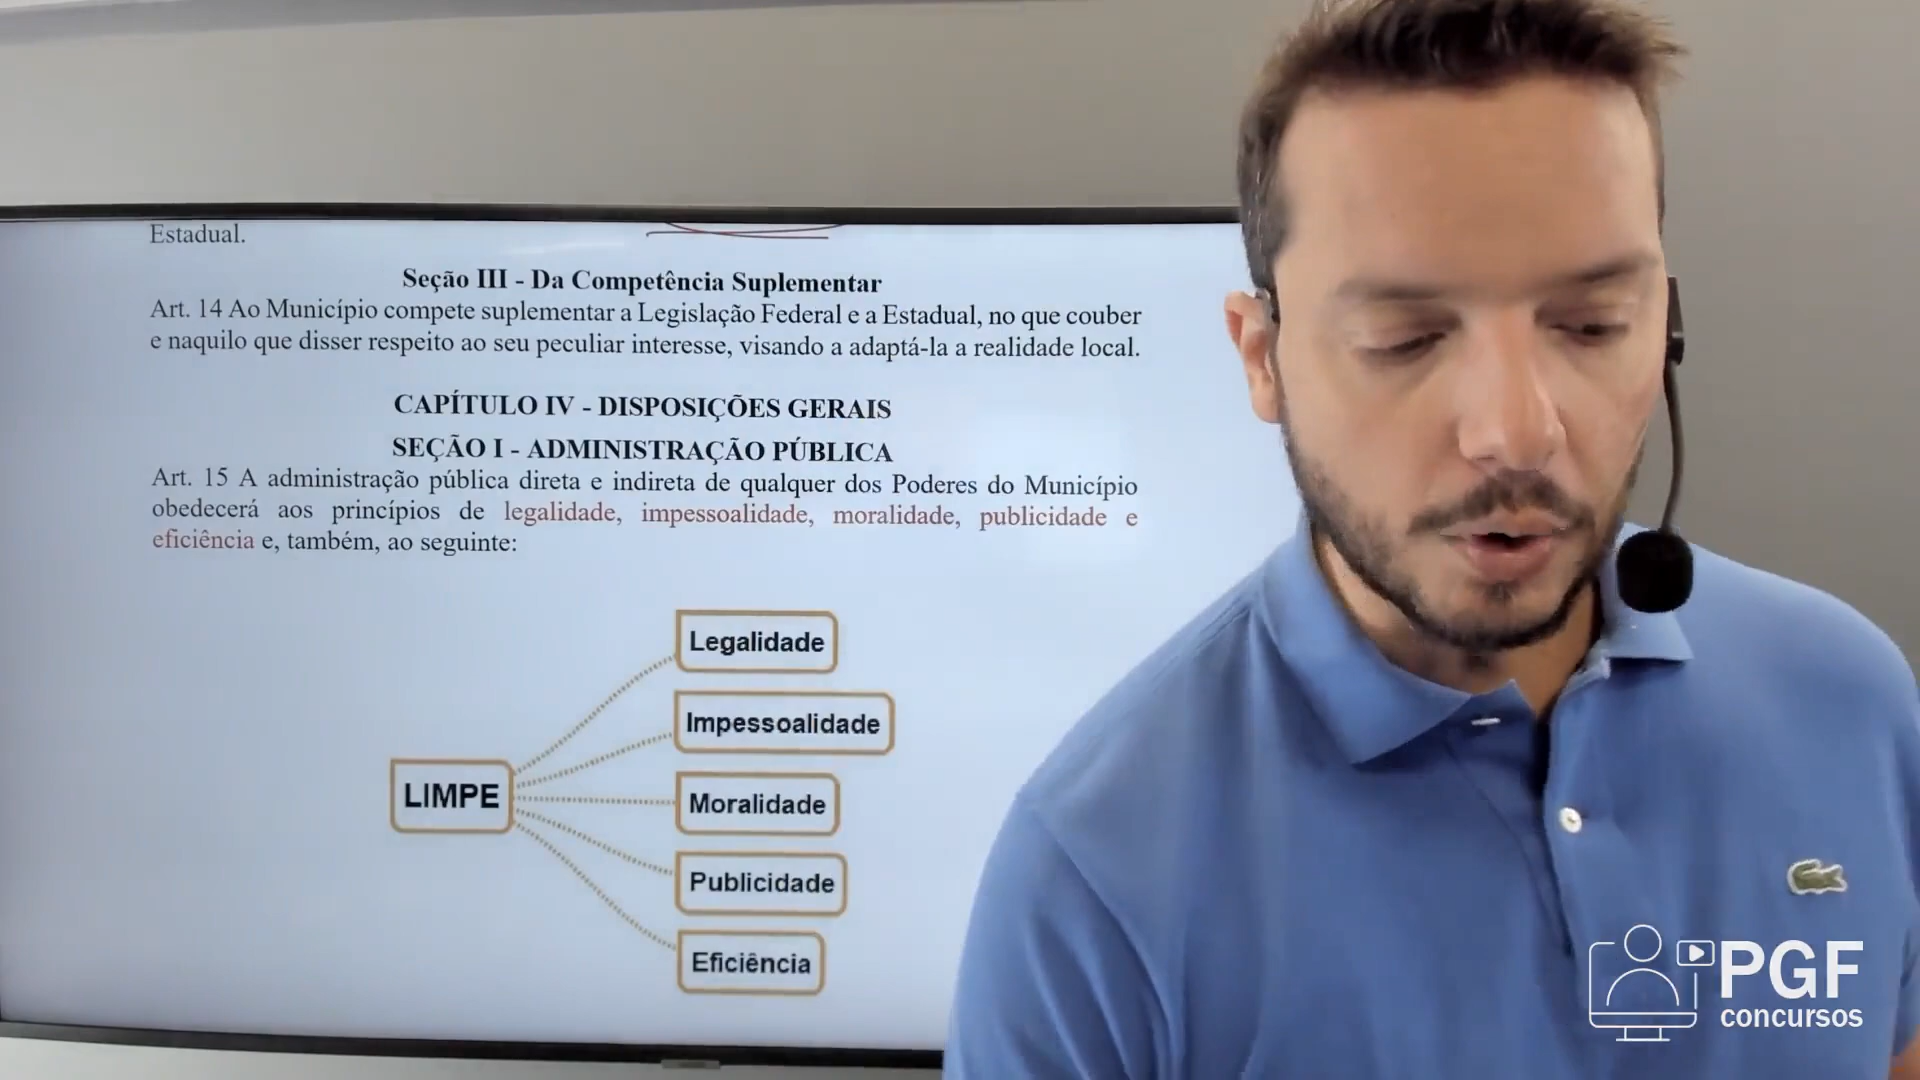 Estadual.
Seção III - Da Competência Suplementar
Art. 14 Ao Município compete suplementar a Legislação Federal e a Estadual, no que couber
e naquilo que disser respeito ao seu peculiar interesse, visando a adaptá-la a realidade local.
CAPÍTULO IV - DISPOSIÇÕES GERAIS
SEÇÃO I - ADMINISTRAÇÃO PÚBLICA
Art. 15 A administração pública direta e indireta de qualquer dos Poderes do Município
obedecerá aos princípios de legalidade, impessoalidade, moralidade, publicidade e
eficiência e, também, ao seguinte:
LIMPE
Legalidade
Impessoalidade
Moralidade
Publicidade
Eficiência
PGF
concursos